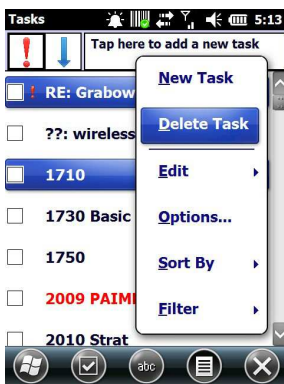 Tasks 5:13
Tap here to add a new task
RE: Grabow
??: wireless
1710
1730 Basic
1750
2009 PAIM
2010 Strat
New Task
Delete Task
Edit
Options...
Sort By
Filter
abc